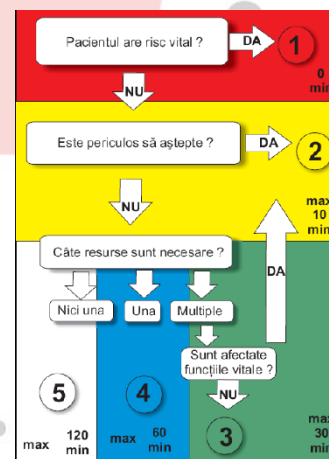 Pacientul are risc vital ?
DA
1
0
min
NU
Este periculos să aștepte ?
DA
2
max
10
min
NU
Câte resurse sunt necesare ?
DA
Nici una
Una
Multiple
Sunt afectate
funcțiile vitale ?
NU
5
4
3
max 120
min
max 60
min
max
30
min